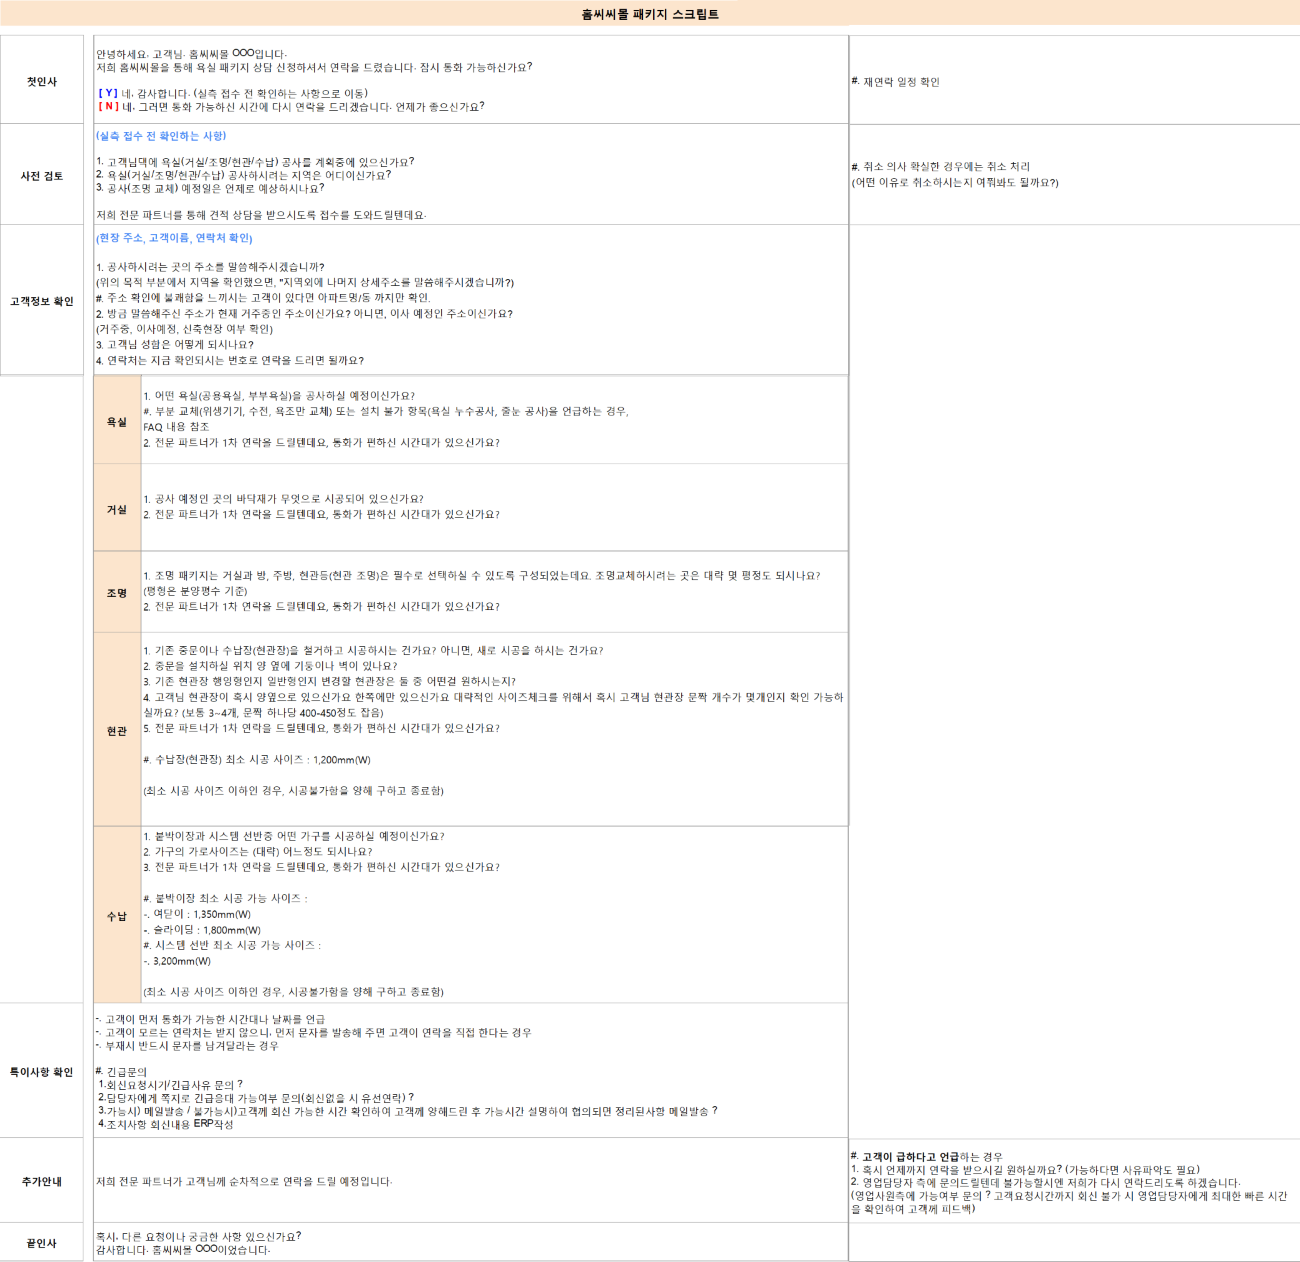 홈씨씨몰 패키지 스크립트
첫인사
안녕하세요, 고객님. 홈씨씨몰 OOO입니다.
저희 홈씨씨몰을 통해 욕실 패키지 상담 신청하셔서 연락을 드렸습니다. 잠시 통화 가능하신가요?
[ Y ] 네, 감사합니다. (실측 접수 전 확인하는 사항으로 이동)
[ N ] 네, 그러면 통화 가능하신 시간에 다시 연락을 드리겠습니다. 언제가 좋으신가요?
#. 재연락 일정 확인
사전 검토
(실측 접수 전 확인하는 사항)
1. 고객님댁에 욕실(거실/조명/현관/수납) 공사를 계획중에 있으신가요?
2. 욕실(거실/조명/현관/수납) 공사하시려는 지역은 어디이신가요?
3. 공사(조명 교체) 예정일은 언제로 예상하시나요?
저희 전문 파트너를 통해 견적 상담을 받으시도록 접수를 도와드릴텐데요.
#. 취소 의사 확실한 경우에는 취소 처리
(어떤 이유로 취소하시는지 여쭤봐도 될까요?)
고객정보 확인
(현장 주소, 고객이름, 연락처 확인)
1. 공사하시려는 곳의 주소를 말씀해주시겠습니까?
(위의 목적 부분에서 지역을 확인했으면, "지역외에 나머지 상세주소를 말씀해주시겠습니까?)
#. 주소 확인에 불쾌함을 느끼시는 고객이 있다면 아파트명/동 까지만 확인.
2. 방금 말씀해주신 주소가 현재 거주중인 주소이신가요? 아니면, 이사 예정인 주소이신가요?
(거주중, 이사예정, 신축현장 여부 확인)
3. 고객님 성함은 어떻게 되시나요?
4. 연락처는 지금 확인되시는 번호로 연락을 드리면 될까요?
욕실
1. 어떤 욕실(공용욕실, 부부욕실)을 공사하실 예정이신가요?
#. 부분 교체(위생기기, 수전, 욕조만 교체) 또는 설치 불가 항목(욕실 누수공사, 줄눈 공사)을 언급하는 경우,
FAQ 내용 참조
2. 전문 파트너가 1차 연락을 드릴텐데요, 통화가 편하신 시간대가 있으신가요?
거실
1. 공사 예정인 곳의 바닥재가 무엇으로 시공되어 있으신가요?
2. 전문 파트너가 1차 연락을 드릴텐데요, 통화가 편하신 시간대가 있으신가요?
조명
1. 조명 패키지는 거실과 방, 주방, 현관등(현관 조명)은 필수로 선택하실 수 있도록 구성되었는데요. 조명교체하시려는 곳은 대략 몇 평정도 되시나요?
(평형은 분양평수 기준)
2. 전문 파트너가 1차 연락을 드릴텐데요, 통화가 편하신 시간대가 있으신가요?
현관
1. 기존 중문이나 수납장(현관장)을 철거하고 시공하시는 건가요? 아니면, 새로 시공을 하시는 건가요?
2. 중문을 설치하실 위치 양 옆에 기둥이나 벽이 있나요?
3. 기존 현관장 행잉형인지 일반형인지 변경할 현관장은 둘 중 어떤걸 원하시는지?
4. 고객님 현관장이 혹시 양옆으로 있으신가요 한쪽에만 있으신가요 대략적인 사이즈체크를 위해서 혹시 고객님 현관장 문짝 개수가 몇개인지 확인 가능하
실까요? (보통 3~4개, 문짝 하나당 400-450정도 잡음)
5. 전문 파트너가 1차 연락을 드릴텐데요, 통화가 편하신 시간대가 있으신가요?
#. 수납장(현관장) 최소 시공 사이즈 : 1,200mm(W)
(최소 시공 사이즈 이하인 경우, 시공불가함을 양해 구하고 종료함)
수납
1. 붙박이장과 시스템 선반중 어떤 가구를 시공하실 예정이신가요?
2. 가구의 가로사이즈는 (대략) 어느정도 되시나요?
3. 전문 파트너가 1차 연락을 드릴텐데요, 통화가 편하신 시간대가 있으신가요?
#. 붙박이장 최소 시공 가능 사이즈 :
-. 여닫이 : 1,350mm(W)
-. 슬라이딩 : 1,800mm(W)
#. 시스템 선반 최소 시공 가능 사이즈 :
-. 3,200mm(W)
(최소 시공 사이즈 이하인 경우, 시공불가함을 양해 구하고 종료함)
특이사항 확인
-. 고객이 먼저 통화가 가능한 시간대나 날짜를 언급
-. 고객이 모르는 연락처는 받지 않으니, 먼저 문자를 발송해 주면 고객이 연락을 직접 한다는 경우
-. 부재시 반드시 문자를 남겨달라는 경우
#. 긴급문의
1.회신요청시기/긴급사유 문의 ?
2.담당자에게 쪽지로 긴급응대 가능여부 문의(회신없을 시 유선연락) ?
3.가능시) 메일발송 / 불가능시)고객께 회신 가능한 시간 확인하여 고객께 양해드린 후 가능시간 설명하여 협의되면 정리된사항 메일발송 ?
4.조치사항 회신내용 ERP작성
추가안내
저희 전문 파트너가 고객님께 순차적으로 연락을 드릴 예정입니다.
#. 고객이 급하다고 언급하는 경우
1. 혹시 언제까지 연락을 받으시길 원하실까요? (가능하다면 사유파악도 필요)
2. 영업담당자 측에 문의드릴텐데 불가능할시엔 저희가 다시 연락드리도록 하겠습니다.
(영업사원측에 가능여부 문의 ? 고객요청시간까지 회신 불가 시 영업담당자에게 최대한 빠른 시간
을 확인하여 고객께 피드백)
끝인사
혹시, 다른 요청이나 궁금한 사항 있으신가요?
감사합니다. 홈씨씨몰 OOO이었습니다.